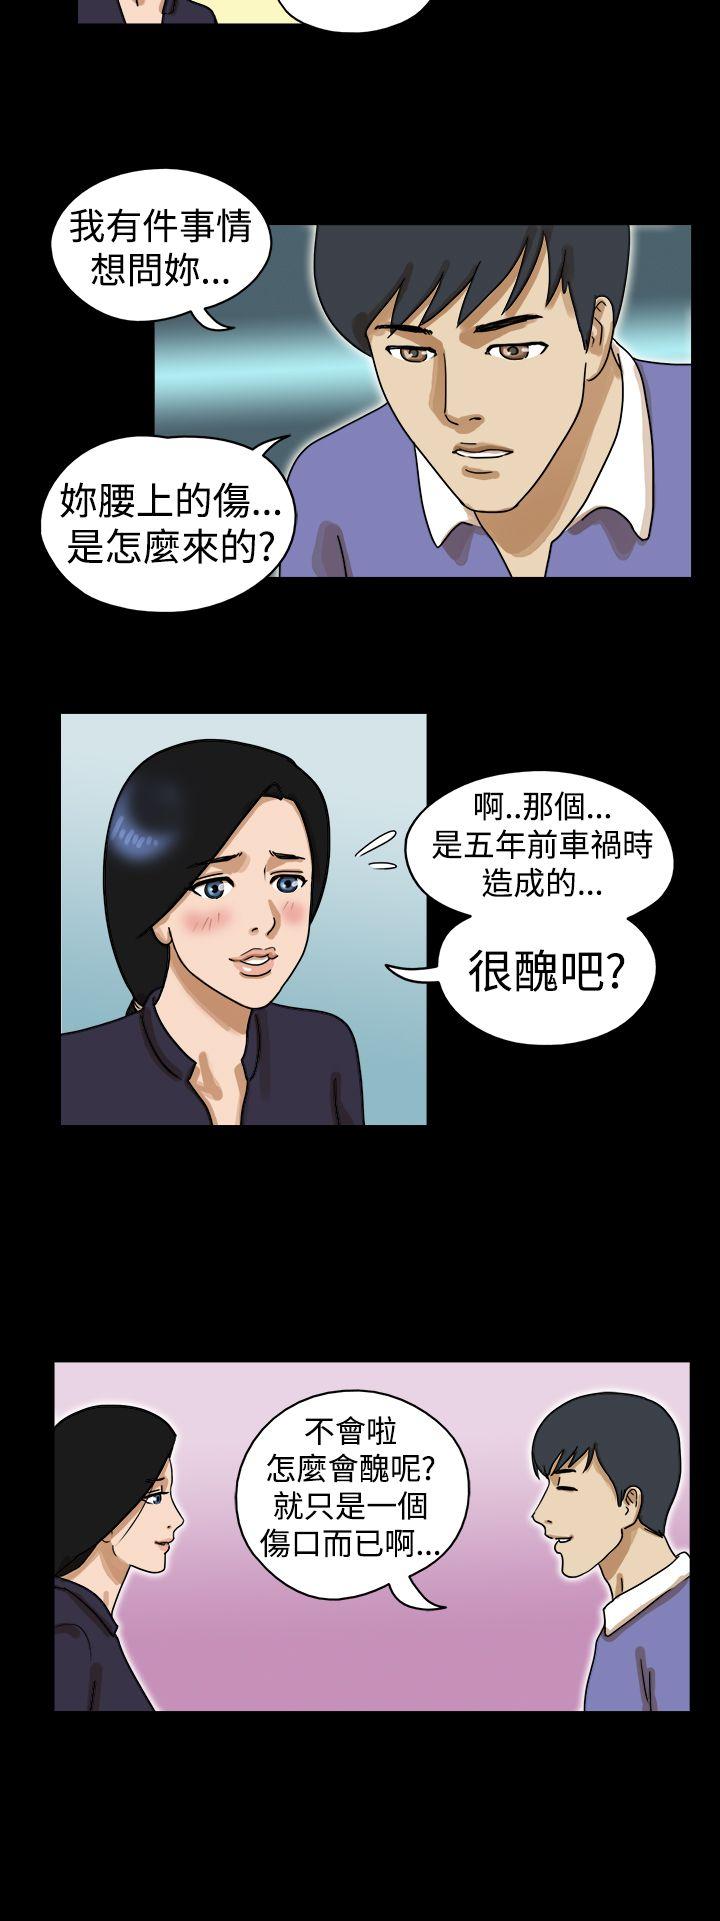 我有件事情
想問妳...
妳腰上的傷...
是怎麼來的?
啊..那個...
是五年前車禍時
造成的...
很醜吧?
不會啦
怎麼會醜呢?
就只是一個
傷口而已啊...